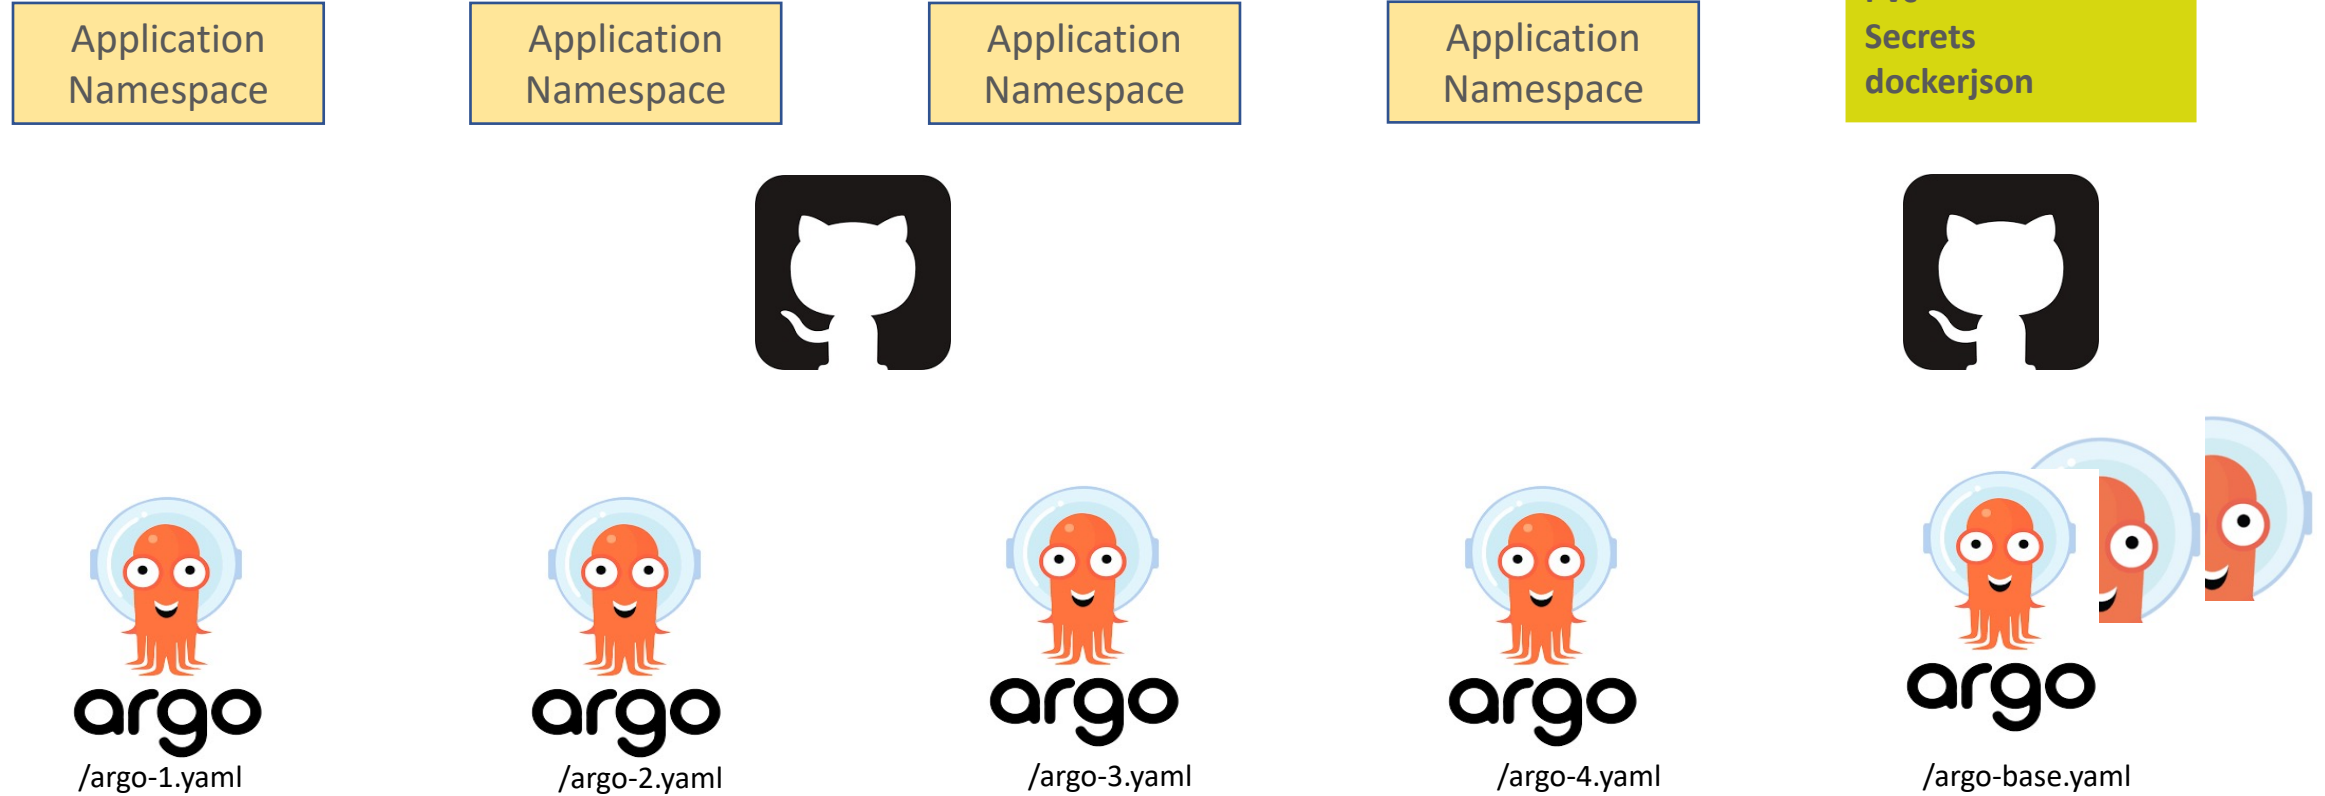 Application
Namespace
Application
Namespace
Application
Namespace
Application
Namespace
Secrets
dockerjson
argo
/argo-1.yaml
argo
/argo-2.yaml
argo
/argo-3.yaml
argo
/argo-4.yaml
argo
/argo-base.yaml